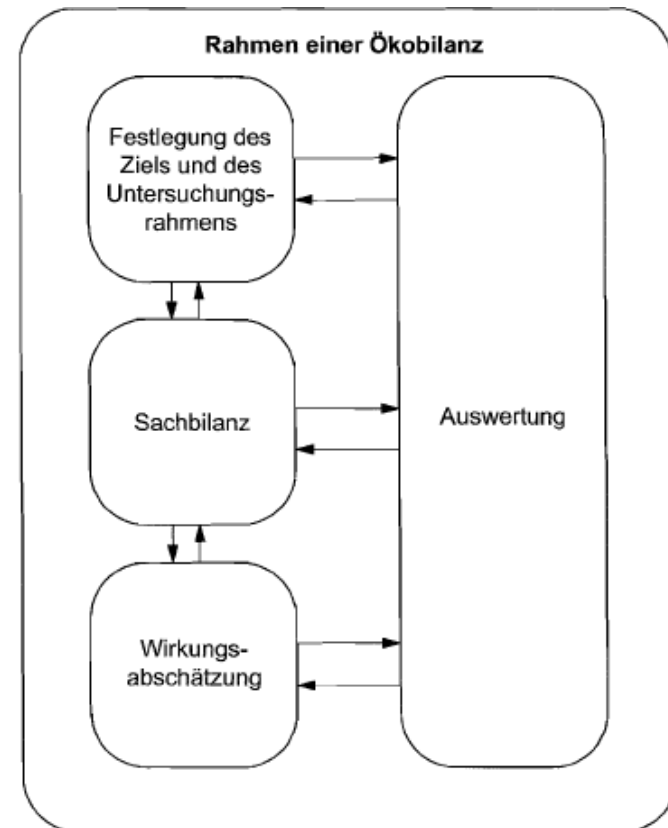 Rahmen einer Ökobilanz
Festlegung des
Ziels und des
Untersuchungs-
rahmens
Sachbilanz
Auswertung
Wirkungs-
abschätzung